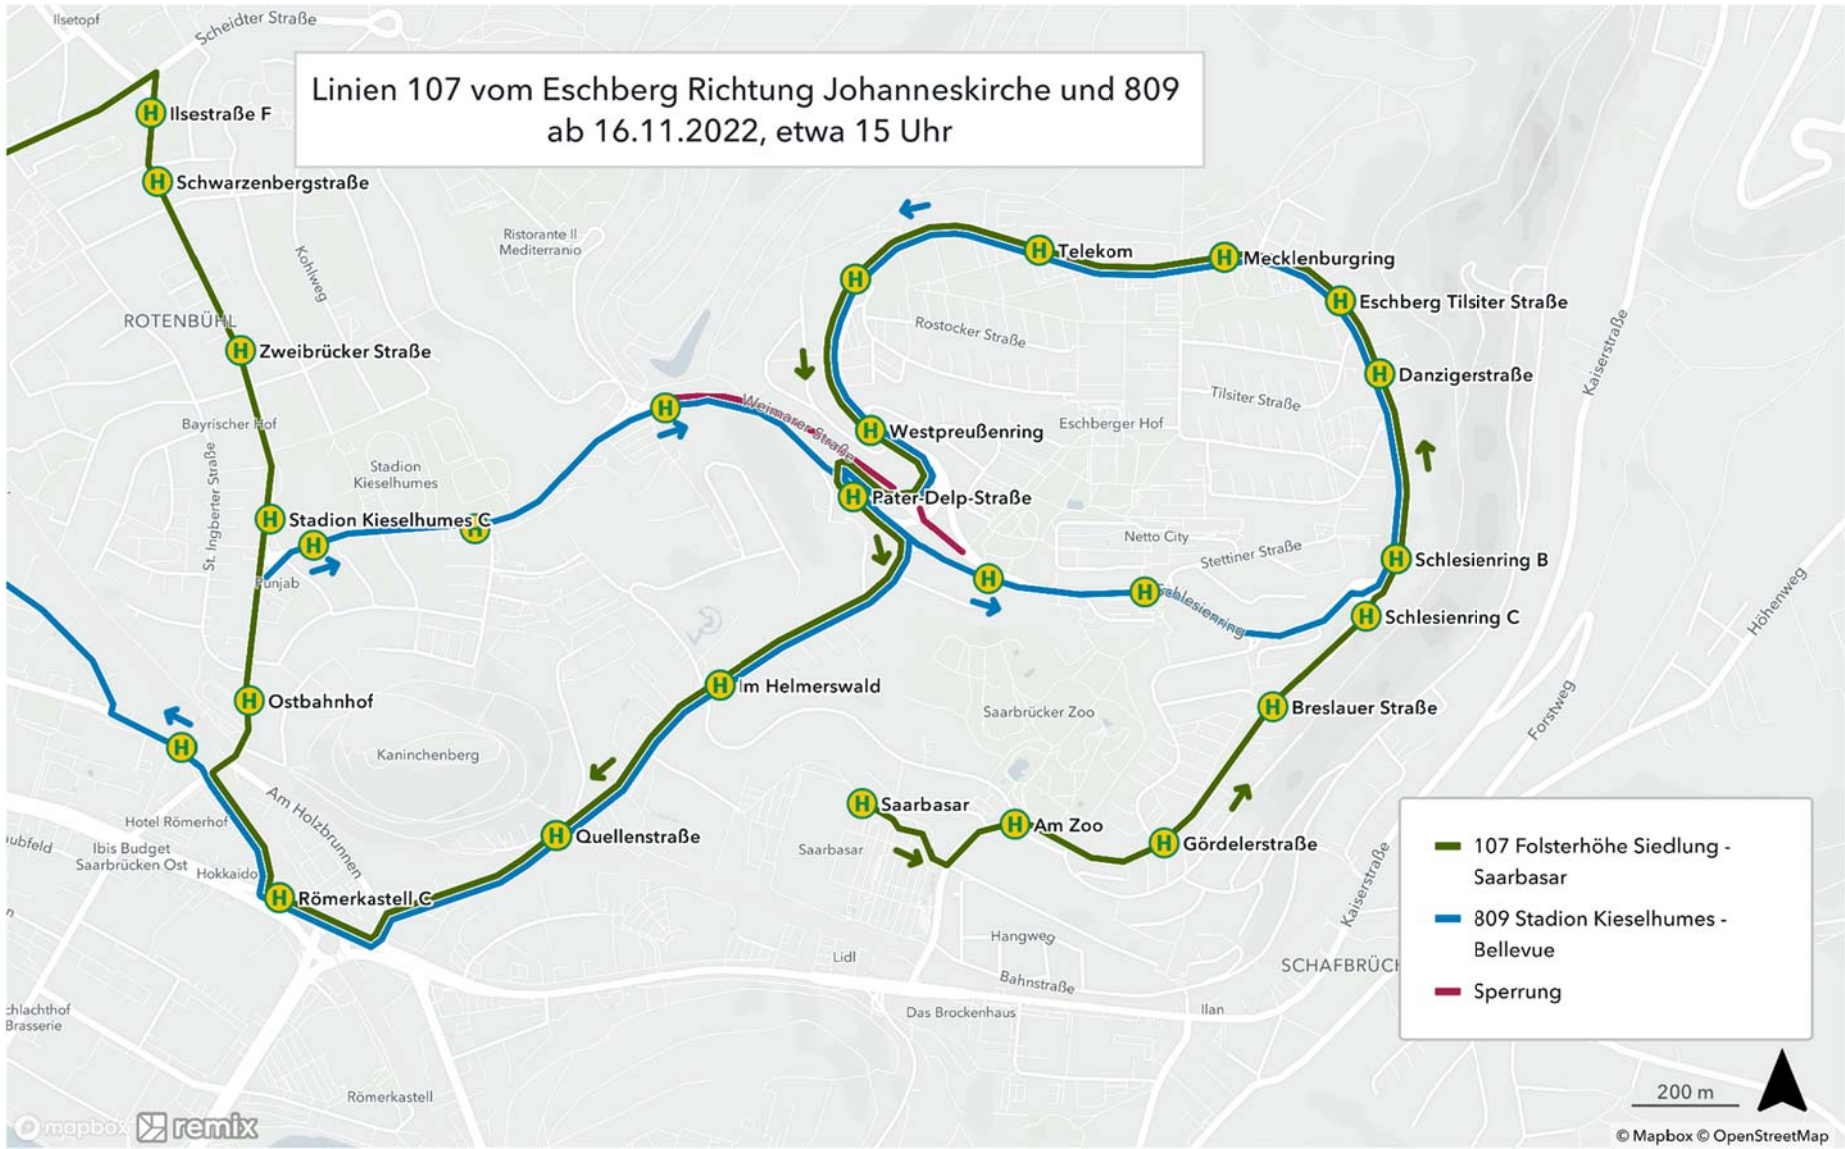 Ilsetopf
Scheidter Straße
Linien 107 vom Eschberg Richtung Johanneskirche und 809
ab 16.11.2022, etwa 15 Uhr
Ilsestraße F
Schwarzenbergstraße
Ristorante Il
Mediterranio
Kohlweg
Telekom
Mecklenburgring
Eschberg Tilsiter Straße
Kaiserstraße
ROTENBÜHL
Zweibrücker Straße
Rostocker Straße
Danzigerstraße
Tilsiter Straße
Bayrischer Hof
Weimarer Straße
Westpreußenring
Eschberger Hof
St. Ingberter Straße
Stadion
Kieselhumes
Pater-Delp-Straße
Stadion Kieselhumes C
Netto City
Stettiner Straße
Schlesienring B
Punjab
Schlesienring
Schlesienring C
Höhenweg
Ostbahnhof
Im Helmerswald
Saarbrücker Zoo
Breslauer Straße
Forstweg
Kaninchenberg
Am Holzbrunnen
Saarbasar
Am Zoo
Gördelerstraße
Hotel Römerhof
Quellenstraße
Saarbasar
aubfeld
Ibis Budget
Saarbrücken Ost
Hokkaido
Römerkastell C
Kaiserstraße
107 Folsterhöhe Siedlung -
Saarbasar
809 Stadion Kieselhumes -
Bellevue
Sperrung
Hangweg
Lidl
Bahnstraße
SCHAFBRÜCK
Das Brockenhaus
Ilan
chlachthof
Brasserie
Römerkastell
200 m
mapbox
remix
© Mapbox © OpenStreetMap